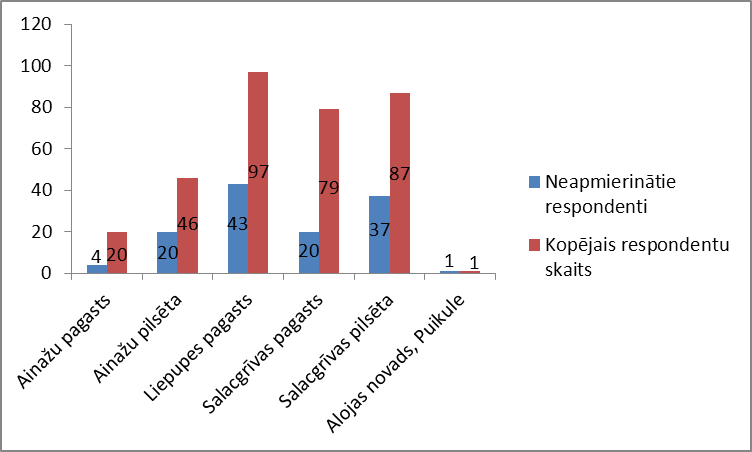 120
100
80
60
40
20
0
4
20
20
46
43
97
20
79
37
87
1
1
Ainažu pagasts
Ainažu pilsēta
Liepupes pagasts
Salacgrīvas pagasts
Salacgrīvas pilsēta
Alojas novads, Puikule
Neapmierinātie
respondenti
Kopējais respondentu
skaits